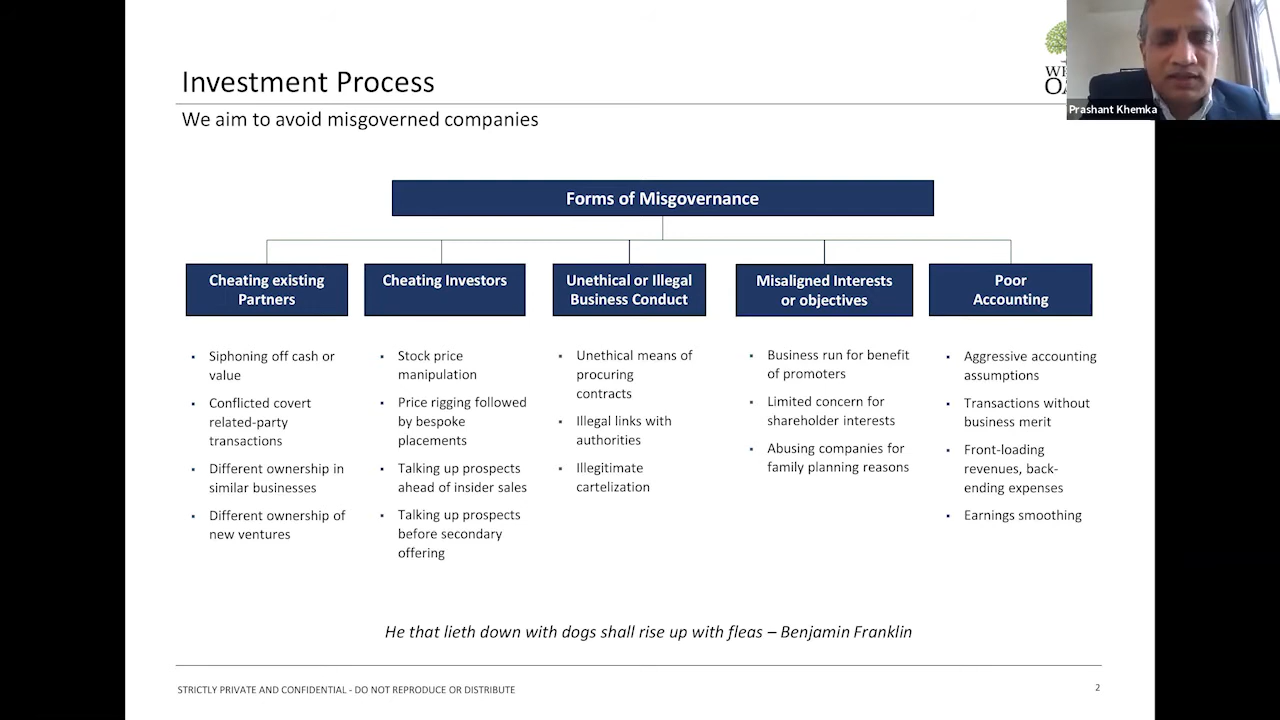 Investment Process
We aim to avoid misgoverned companies
Prashant Khemka
Forms of Misgovernance
Cheating existing
Partners
Siphoning off cash or
value
Conflicted covert
related-party
transactions
Different ownership in
similar businesses
Different ownership of
new ventures
Cheating Investors
Stock price
manipulation
Price rigging followed
by bespoke
placements
Talking up prospects
ahead of insider sales
Talking up prospects
before secondary
offering
Unethical or Illegal
Business Conduct
Unethical means of
procuring
contracts
Illegal links with
authorities
Illegitimate
cartelization
Misaligned Interests
or objectives
Business run for benefit
of promoters
Limited concern for
shareholder interests
Abusing companies for
family planning reasons
Poor
Accounting
Aggressive accounting
assumptions
Transactions without
business merit
Front-loading
revenues, back-
ending expenses
Earnings smoothing
He that lieth down with dogs shall rise up with fleas – Benjamin Franklin
STRICTLY PRIVATE AND CONFIDENTIAL - DO NOT REPRODUCE OR DISTRIBUTE
2